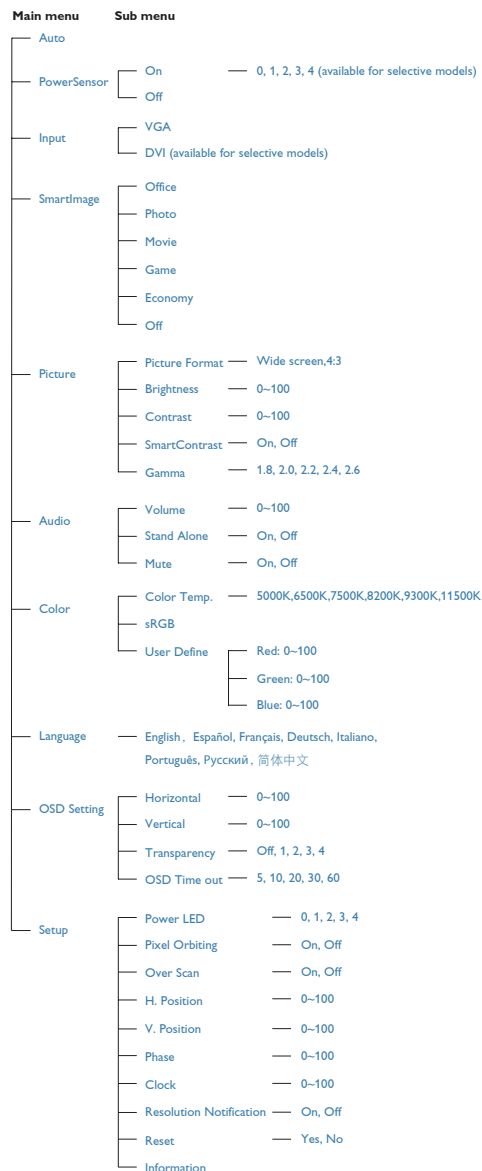 Main menu Sub menu
Auto
PowerSensor
On 0, 1, 2, 3, 4 (available for selective models)
Off
Input
VGA
DVI (available for selective models)
SmartImage
Office
Photo
Movie
Game
Economy
Off
Picture
Picture Format Wide screen,4:3
Brightness 0~100
Contrast 0~100
SmartContrast On, Off
Gamma 1.8, 2.0, 2.2, 2.4, 2.6
Audio
Volume 0~100
Stand Alone On, Off
Mute On, Off
Color
Color Temp. 5000K,6500K,7500K,8200K,9300K,11500K
sRGB
User Define Red: 0~100
Green: 0~100
Blue: 0~100
Language English, Español, Français, Deutsch, Italiano,
Português, Русский, 简体中文
OSD Setting
Horizontal 0~100
Vertical 0~100
Transparency Off, 1, 2, 3, 4
OSD Time out 5, 10, 20, 30, 60
Setup
Power LED 0, 1, 2, 3, 4
Pixel Orbiting On, Off
Over Scan On, Off
H. Position 0~100
V. Position 0~100
Phase 0~100
Clock 0~100
Resolution Notification On, Off
Reset Yes, No
Information